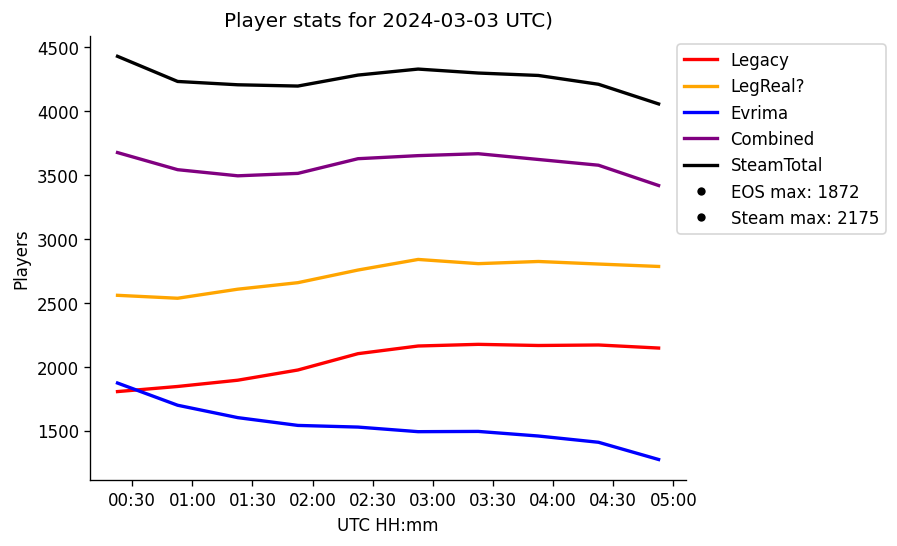 Player stats for 2024-03-03 UTC)
4500
4000
3500
3000
2500
2000
1500
Players
00:30 01:00 01:30 02:00 02:30 03:00 03:30 04:00 04:30 05:00
UTC HH:mm
Legacy
LegReal?
Evrima
Combined
SteamTotal
EOS max: 1872
Steam max: 2175